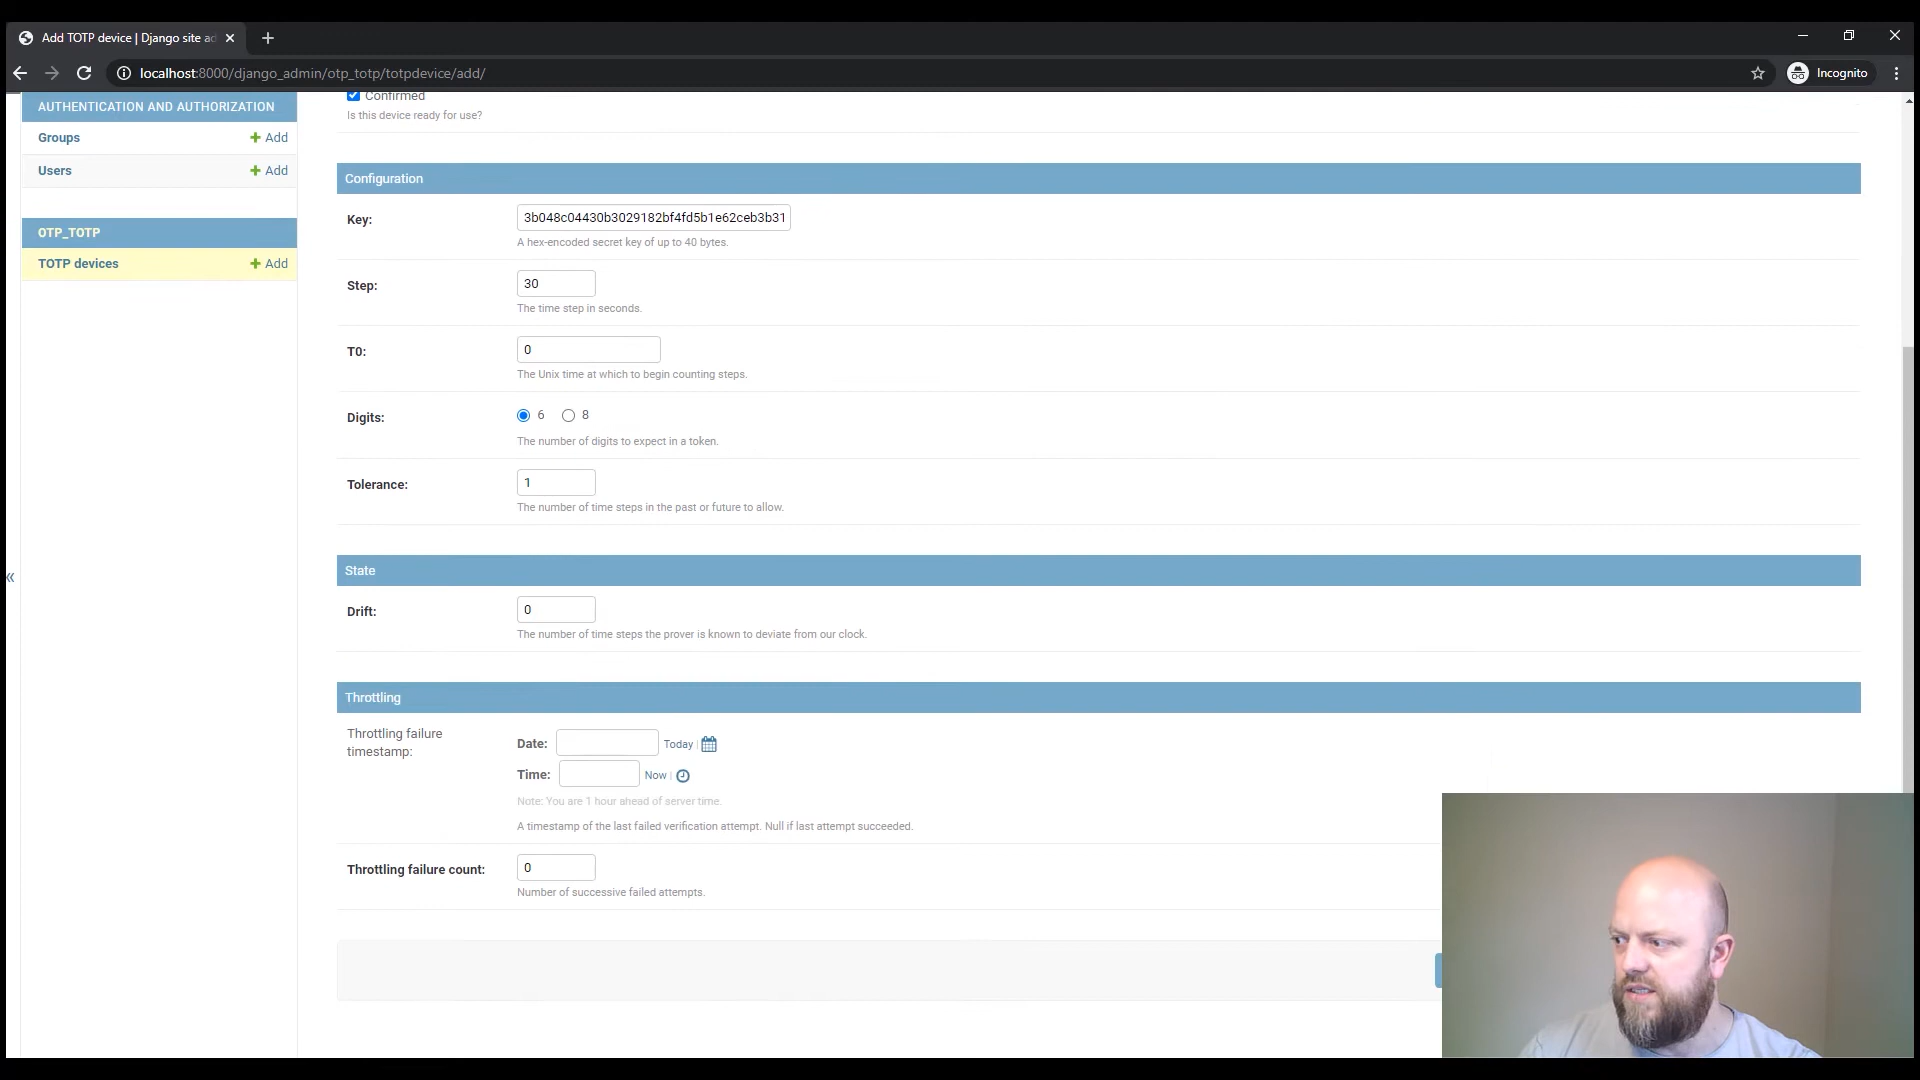 Add TOTP device | Django site ad
localhost:8000/django_admin/otp_totp/totpdevice/add/
Incognito
AUTHENTICATION AND AUTHORIZATION
Groups
Add
Users
Add
OTP_TOTP
TOTP devices
Add
«
Confirmed
Is this device ready for use?
Configuration
Key:
3b048c04430b3029182bf4fd5b1e62ceb3b31
A hex-encoded secret key of up to 40 bytes.
Step:
30
The time step in seconds.
T0:
0
The Unix time at which to begin counting steps.
Digits:
6 8
The number of digits to expect in a token.
Tolerance:
1
The number of time steps in the past or future to allow.
State
Drift:
0
The number of time steps the prover is known to deviate from our clock.
Throttling
Throttling failure
timestamp:
Date:
Today |
Time:
Now |
Note: You are 1 hour ahead of server time.
A timestamp of the last failed verification attempt. Null if last attempt succeeded.
Throttling failure count:
0
Number of successive failed attempts.